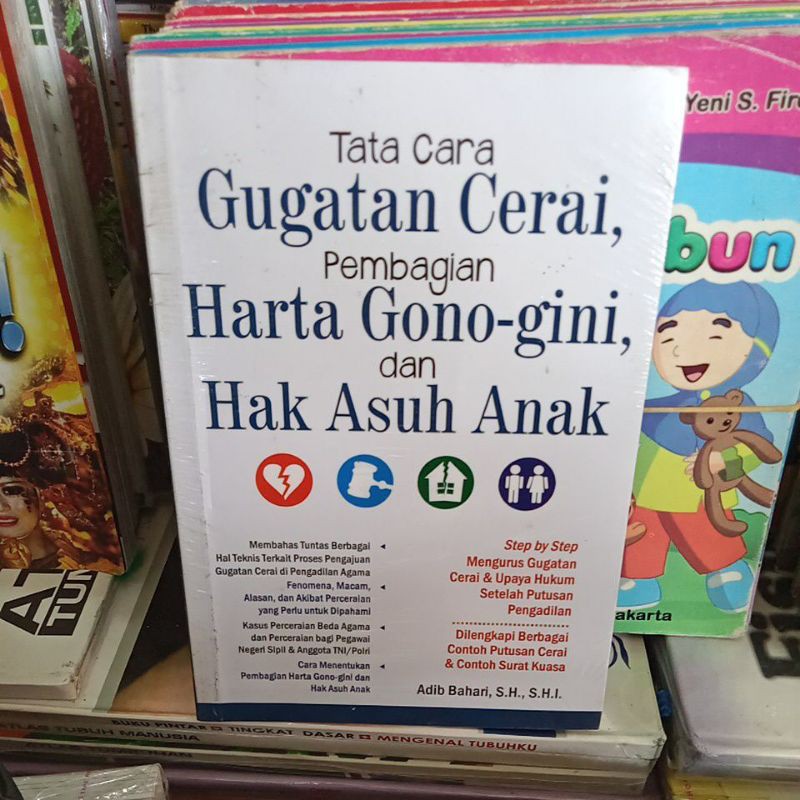 Tata Cara
Gugatan Cerai,
Pembagian
Harta Gono-gini,
dan
Hak Asuh Anak
Membahas Tuntas Berbagai
Hal Teknis Terkait Proses Pengajuan
Gugatan Cerai di Pengadilan Agama
Fenomena, Macam,
Alasan, dan Akibat Perceraian
yang Perlu untuk Dipahami
Kasus Perceraian Beda Agama
dan Perceraian bagi Pegawai
Negeri Sipil & Anggota TNI/Polri
Cara Menentukan
Pembagian Harta Gono-gini dan
Hak Asuh Anak
Step by Step
Mengurus Gugatan
Cerai & Upaya Hukum
Setelah Putusan
Pengadilan
Dilengkapi Berbagai
Contoh Putusan Cerai
& Contoh Surat Kuasa
Adib Bahari, S.H., S.H.I.
Yeni S. Fir
bun
akarta
BUKU PINTAR TINGKAT DASAR MENGENAL TUBUHKU
ATLAS TUBUH MANUSIA